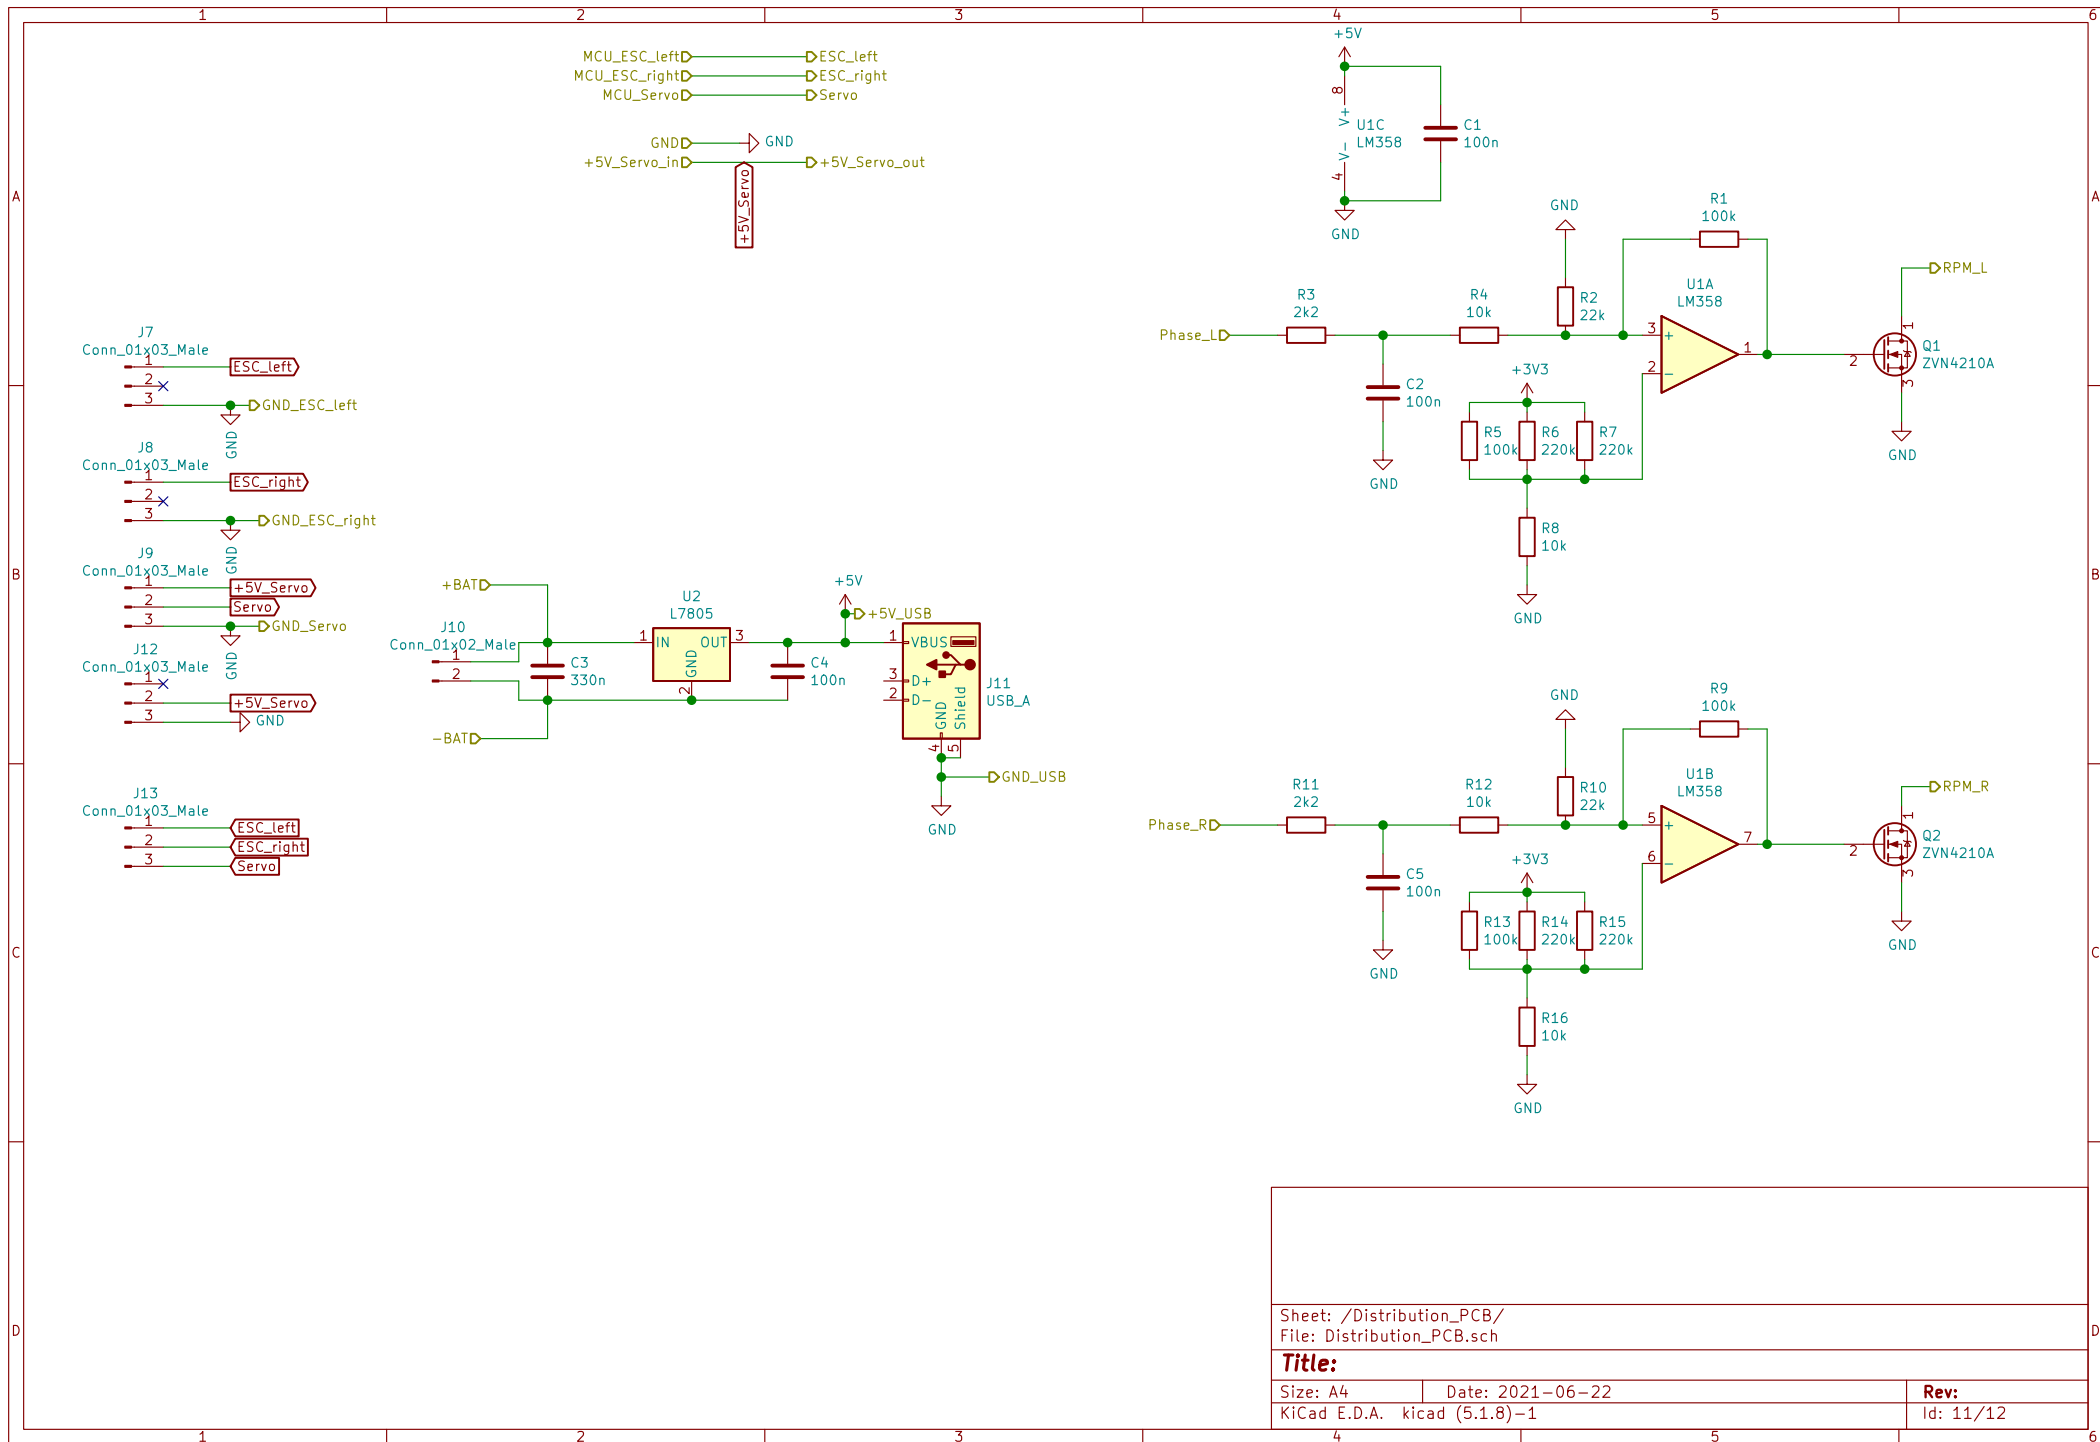 1 2 3 4 5 6
MCU_ESC_left ESC_left
MCU_ESC_right ESC_right
MCU_Servo Servo
GND GND
+5V_Servo_in +5V_Servo_out
+5V_Servo
+5V
8
V+
U1C
LM358
V-
4
GND
C1
100n
A
A
J7
Conn_01x03_Male
1 ESC_left
2
3 GND_ESC_left
GND
J8
Conn_01x03_Male
1 ESC_right
2
3 GND_ESC_right
GND
J9
Conn_01x03_Male
1 +5V_Servo
2 Servo
3 GND_Servo
GND
J12
Conn_01x03_Male
1
2 +5V_Servo
3 GND
J13
Conn_01x03_Male
1 ESC_left
2 ESC_right
3 Servo
B
B
+BAT
J10
Conn_01x02_Male
1
2
-BAT
C3
330n
U2
L7805
1 IN OUT 3
GND
2
C4
100n
+5V
+5V_USB
1 VBUS
3 D+
2 D-
GND
Shield
4
5
J11
USB_A
GND_USB
GND
Phase_L
R3
2k2
C2
100n
GND
R4
10k
GND
R2
22k
R1
100k
U1A
LM358
3 +
2 -
1
+3V3
R5
100k
R6
220k
R7
220k
R8
10k
GND
RPM_L
1
2
3
Q1
ZVN4210A
GND
Phase_R
R11
2k2
C5
100n
GND
R12
10k
GND
R10
22k
R9
100k
U1B
LM358
5 +
6 -
7
+3V3
R13
100k
R14
220k
R15
220k
R16
10k
GND
RPM_R
1
2
3
Q2
ZVN4210A
GND
C
C
D
D
Sheet: /Distribution_PCB/
File: Distribution_PCB.sch
Title:
Size: A4 Date: 2021-06-22 Rev:
KiCad E.D.A. kicad (5.1.8)-1 Id: 11/12
1 2 3 4 5 6